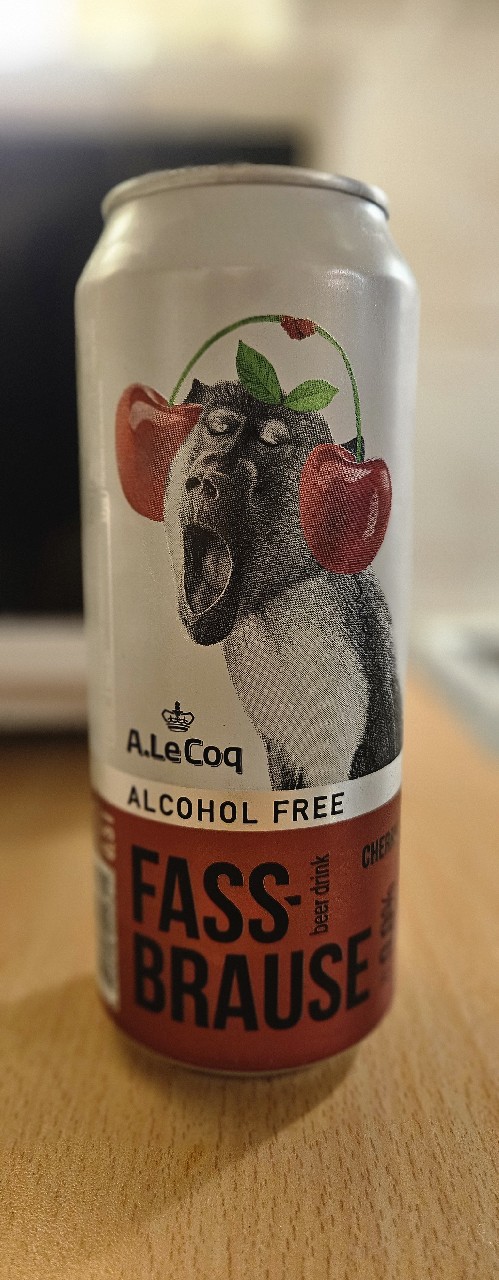 A.LeCoq
ALCOHOL FREE
FASS-
BRAUSE
beer drink